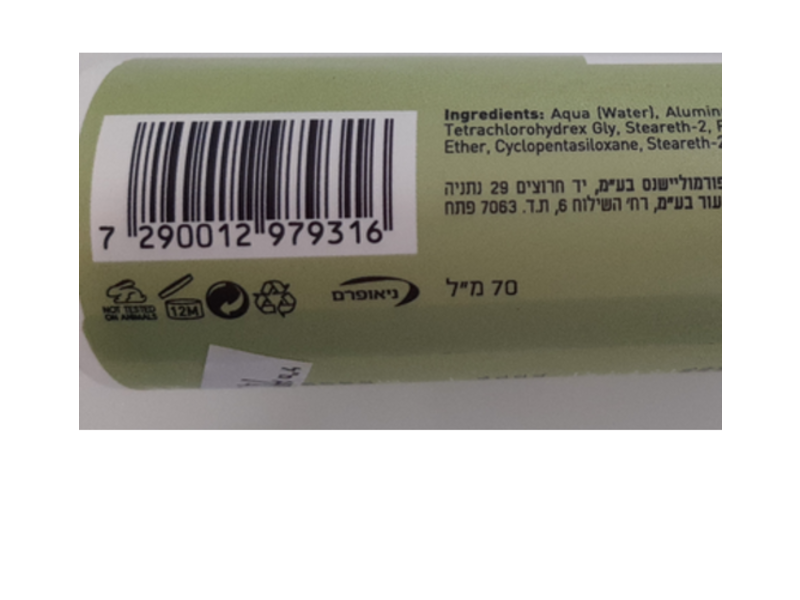 Ingredients: Aqua (Water), Alumin
Tetrachlorohydrex Gly, Steareth-2, P
Ether, Cyclopentasiloxane, Steareth-2
פורמוליישנס בע"מ, יד חרוצים 29 נתניה
עור בע"מ, רח' השילוח 6, ת.ד. 7063 פתח
7 290012 979316
70 מ"ל
ניאופרם
NOT TESTED
ON ANIMALS
12M